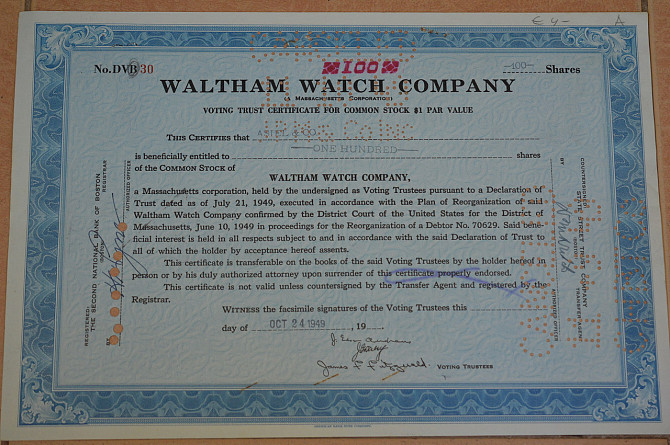 € 4- A
No. DVB 30
100
-100- Shares
WALTHAM WATCH COMPANY
(A MASSACHUSETTS CORPORATION)
VOTING TRUST CERTIFICATE FOR COMMON STOCK $1 PAR VALUE
THIS CERTIFIES that ASIEL & CO.
ONE HUNDRED
is beneficially entitled to shares
of the COMMON STOCK of
WALTHAM WATCH COMPANY,
a Massachusetts corporation, held by the undersigned as Voting Trustees pursuant to a Declaration of
Trust dated as of July 21, 1949, executed in accordance with the Plan of Reorganization of said
Waltham Watch Company confirmed by the District Court of the United States for the District of
Massachusetts, June 10, 1949 in proceedings for the Reorganization of a Debtor No. 70629. Said bene-
ficial interest is held in all respects subject to and in accordance with the said Declaration of Trust to
all of which the holder by acceptance hereof assents.
This certificate is transferable on the books of the said Voting Trustees by the holder hereof in
person or by his duly authorized attorney upon surrender of this certificate properly endorsed.
This certificate is not valid unless countersigned by the Transfer Agent and registered by the
Registrar.
WITNESS the facsimile signatures of the Voting Trustees this
day of OCT 24 1949, 19
James F. Fitzgerald VOTING TRUSTEES
REGISTERED:
THE SECOND NATIONAL BANK OF BOSTON,
(BOSTON) REGISTRAR
BY
AUTHORIZED OFFICER
COUNTERSIGNED:
STATE STREET TRUST COMPANY
(BOSTON) TRANSFER AGENT
BY
AUTHORIZED OFFICER